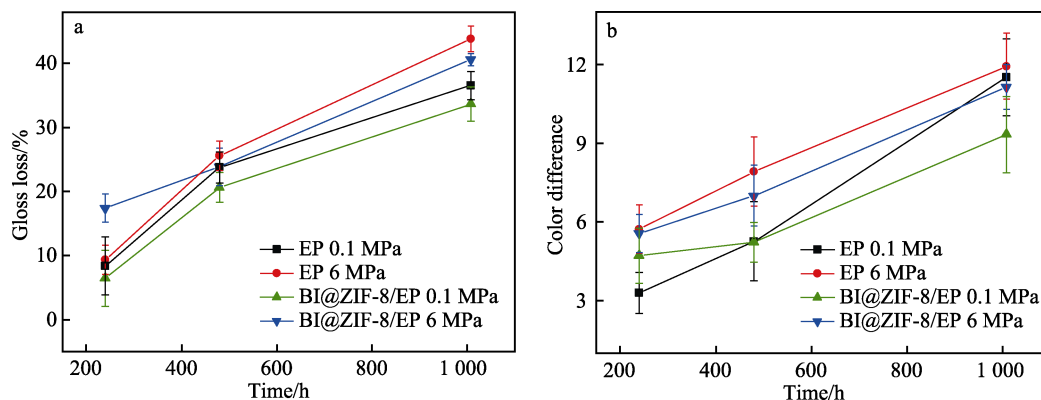 a
Gloss loss/%
40
30
20
10
0
EP 0.1 MPa
EP 6 MPa
BI@ZIF-8/EP 0.1 MPa
BI@ZIF-8/EP 6 MPa
200 400 600 800 1 000
Time/h
b
Color difference
12
9
6
3
EP 0.1 MPa
EP 6 MPa
BI@ZIF-8/EP 0.1 MPa
BI@ZIF-8/EP 6 MPa
200 400 600 800 1 000
Time/h